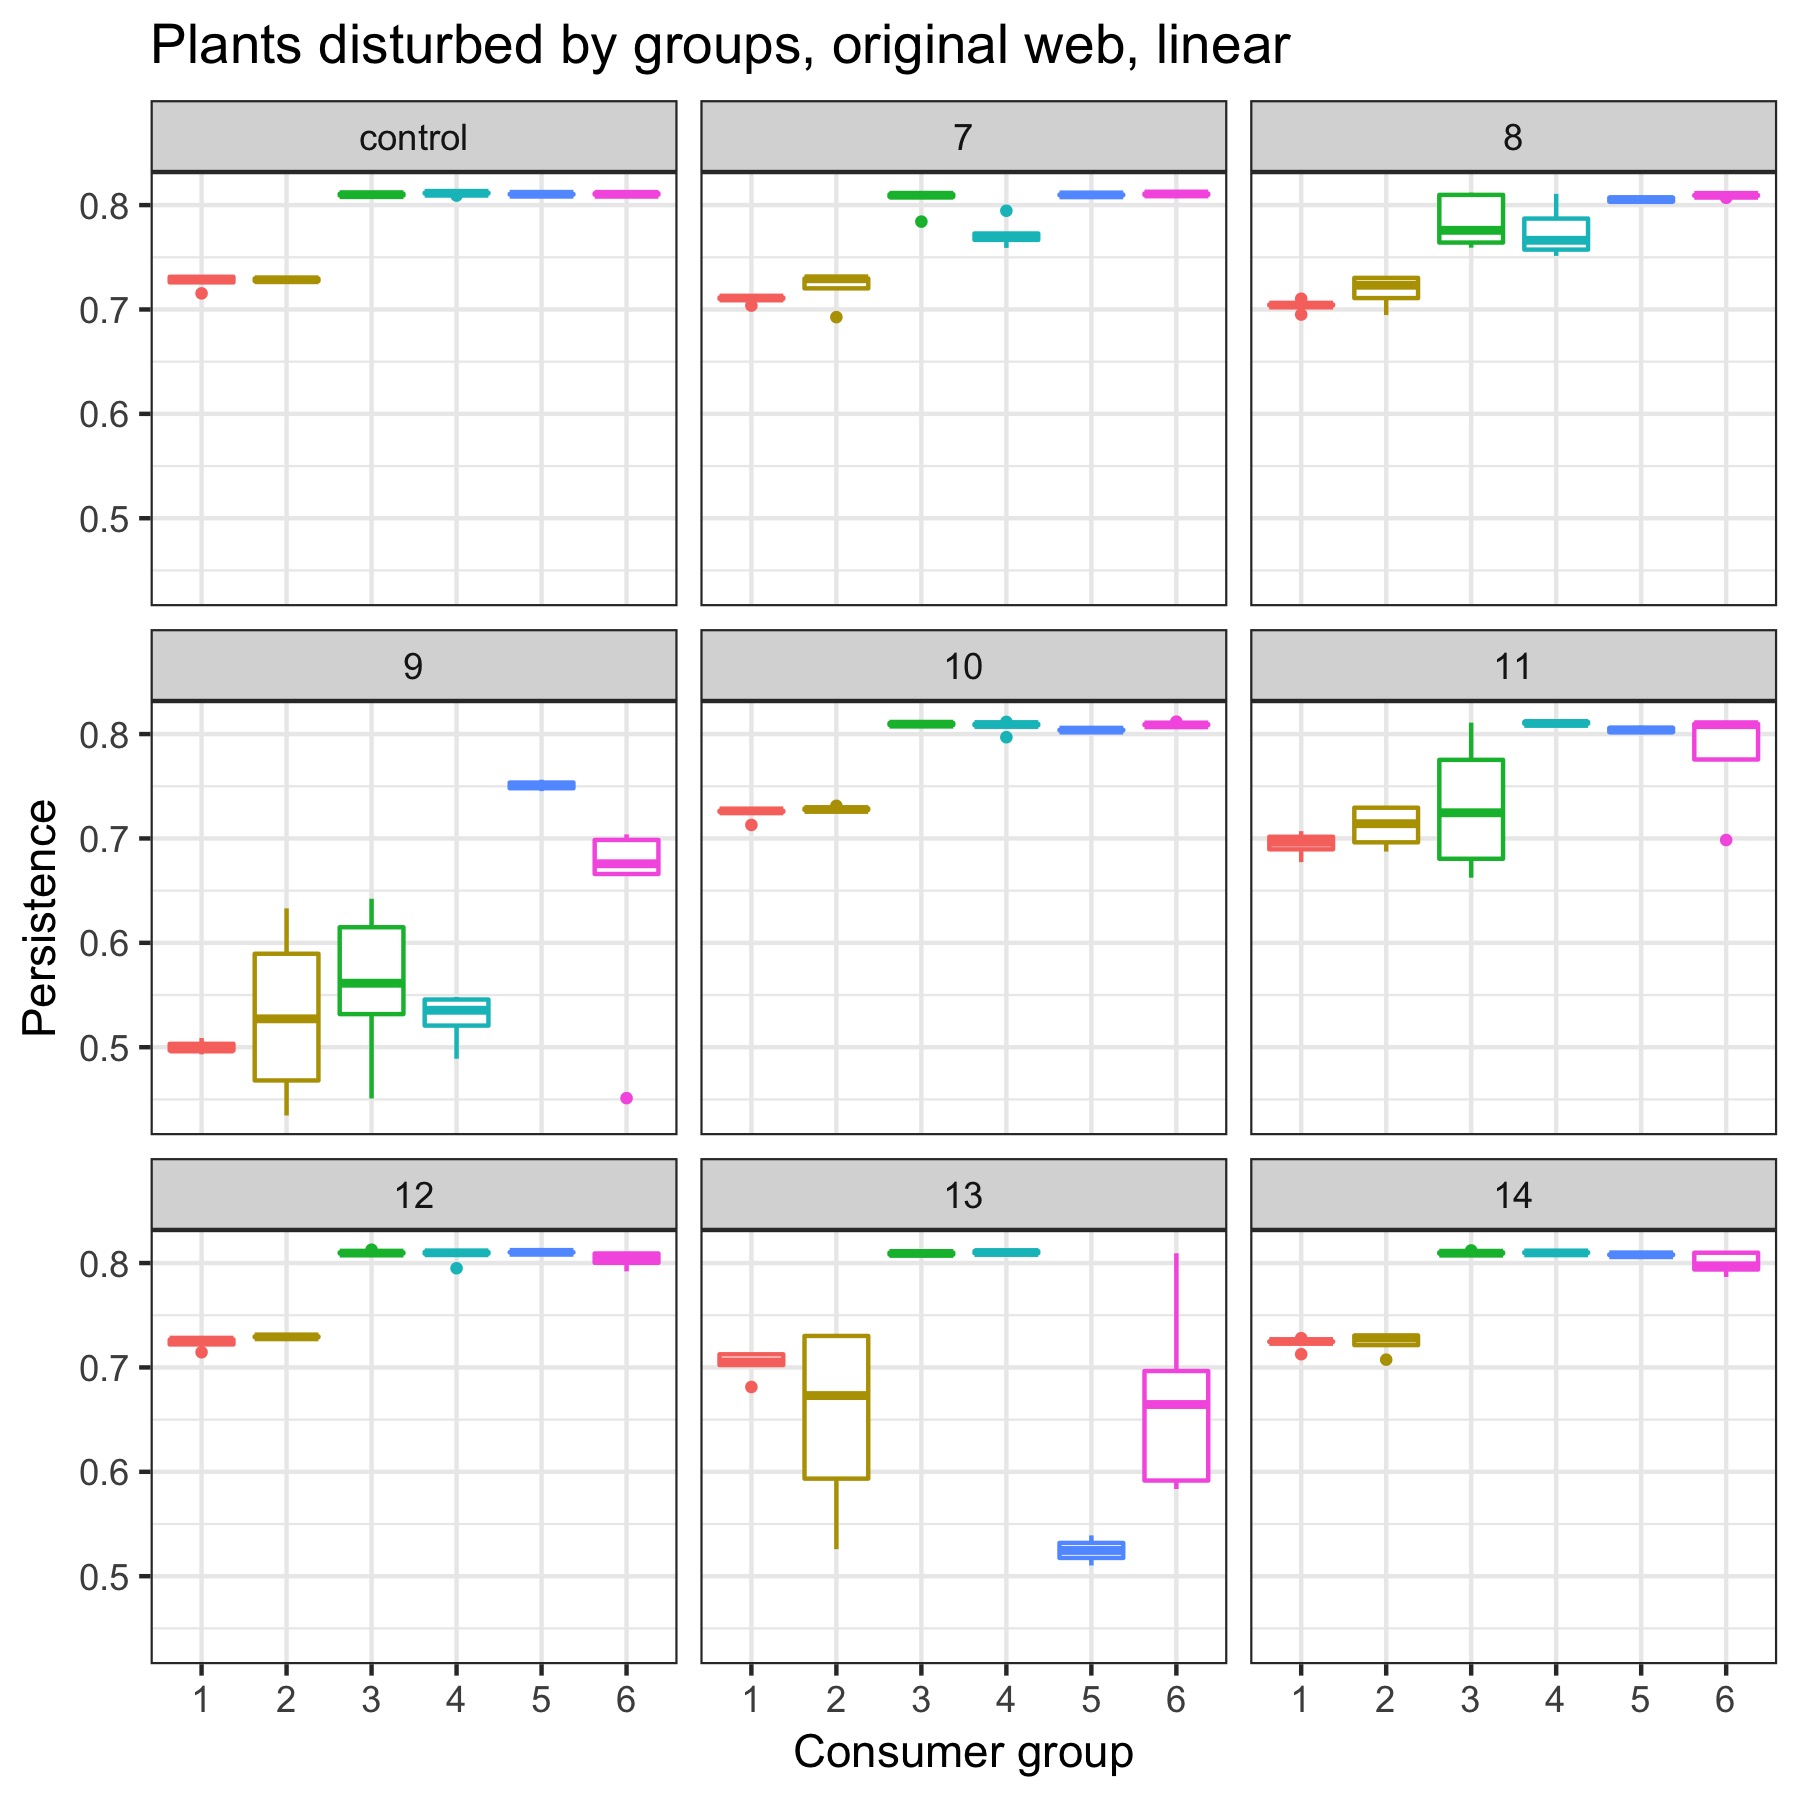 Plants disturbed by groups, original web, linear
control 7 8
0.8
0.7
0.6
0.5
9 10 11
0.8
0.7
0.6
0.5
12 13 14
0.8
0.7
0.6
0.5
1 2 3 4 5 6 1 2 3 4 5 6 1 2 3 4 5 6
Persistence
Consumer group